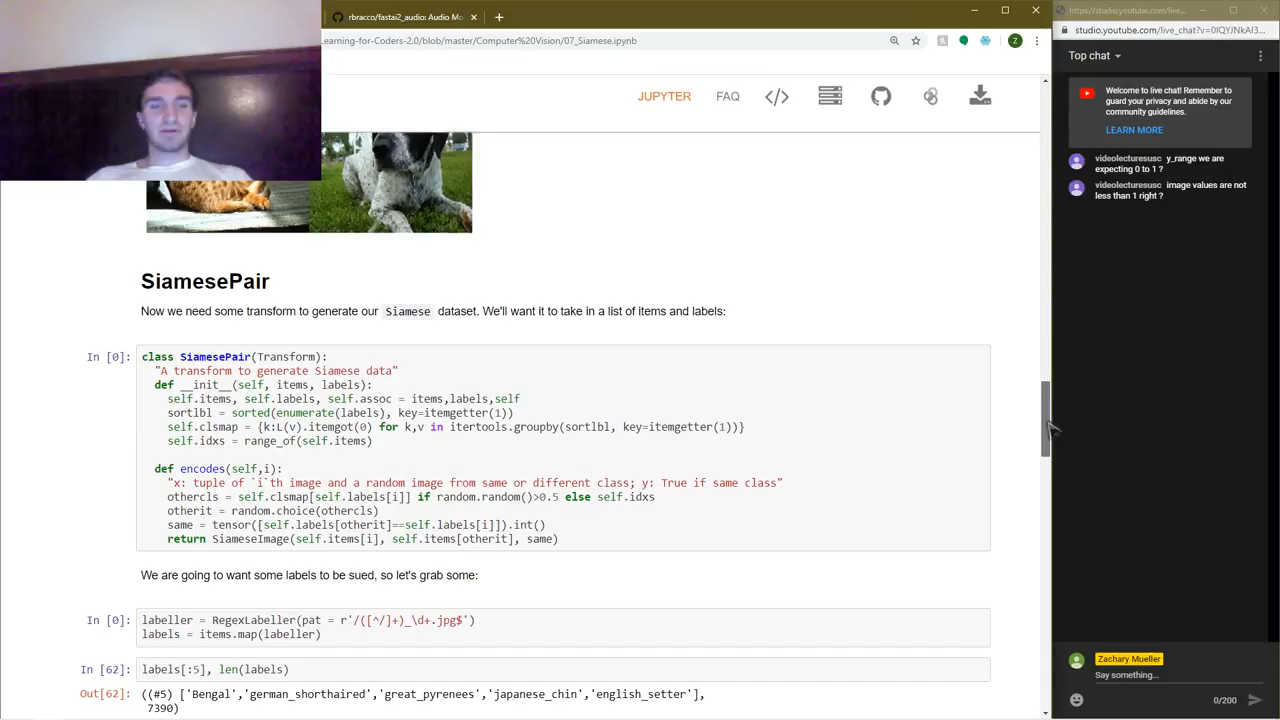 rbracco/fastai2_audio: Audio Mo
earning-for-Coders-2.0/blob/master/Computer%20Vision/07_Siamese.ipynb
Z
JUPYTER FAQ
SiamesePair
Now we need some transform to generate our Siamese dataset. We'll want it to take in a list of items and labels:
In [0]:
class SiamesePair(Transform):
"A transform to generate Siamese data"
def __init__(self, items, labels):
self.items, self.labels, self.assoc = items,labels,self
sortlbl = sorted(enumerate(labels), key=itemgetter(1))
self.clsmap = {k:L(v).itemgot(0) for k,v in itertools.groupby(sortlbl, key=itemgetter(1))}
self.idxs = range_of(self.items)
def encodes(self,i):
"x: tuple of `i`th image and a random image from same or different class; y: True if same class"
othercls = self.clsmap[self.labels[i]] if random.random()>0.5 else self.idxs
otherit = random.choice(othercls)
same = tensor([self.labels[otherit]==self.labels[i]]).int()
return SiameseImage(self.items[i], self.items[otherit], same)
We are going to want some labels to be sued, so let's grab some:
In [0]:
labeller = RegexLabeller(pat = r'/([^/]+)_\d+.jpg$')
labels = items.map(labeller)
In [62]:
labels[:5], len(labels)
Out[62]:
((#5) ['Bengal','german_shorthaired','great_pyrenees','japanese_chin','english_setter'],
7390)
https://studio.youtube.com/live_...
studio.youtube.com/live_chat?v=0IQYJNkAI3...
Top chat
Welcome to live chat! Remember to
guard your privacy and abide by our
community guidelines.
LEARN MORE
videolecturesusc y_range we are
expecting 0 to 1 ?
videolecturesusc image values are not
less than 1 right ?
Zachary Mueller
Say something...
0/200